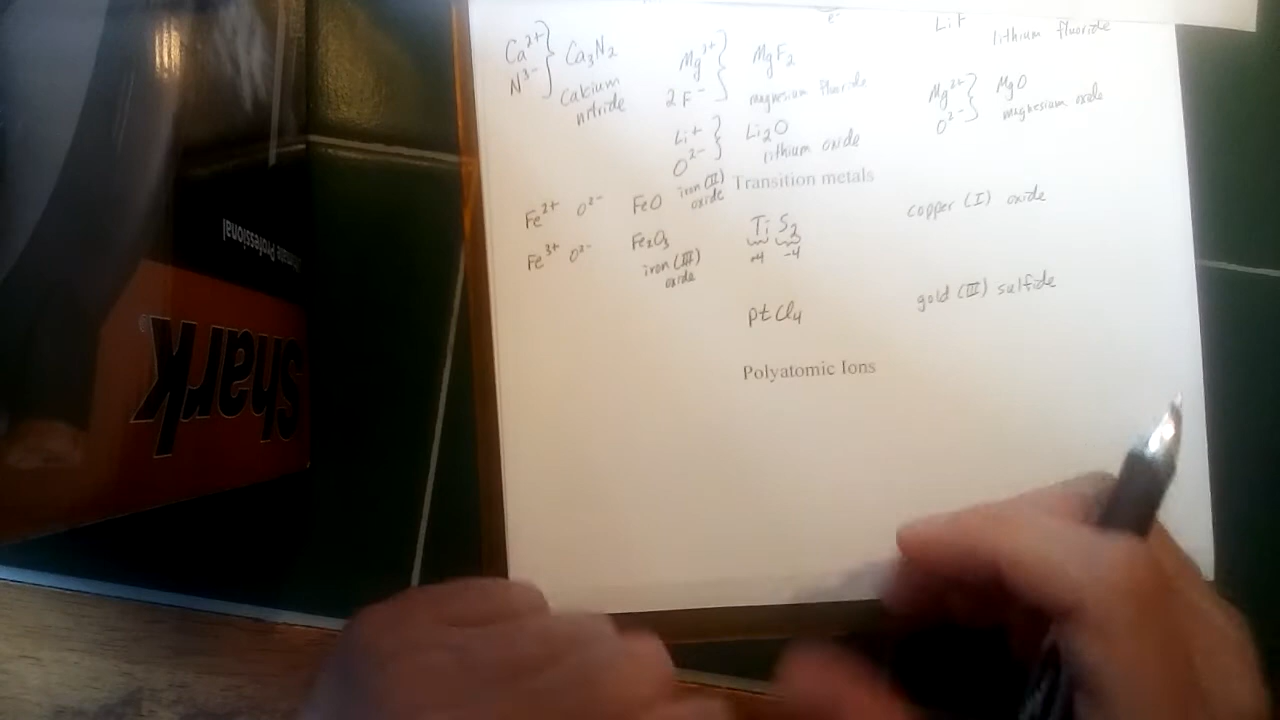 e⁻
LiF
lithium fluoride
Ca²⁺ } Ca₃N₂
N³⁻
Calcium
nitride
Mg²⁺ } MgF₂
2F⁻
magnesium fluoride
Mg²⁺ } MgO
O²⁻
magnesium oxide
Li⁺ } Li₂O
O²⁻
lithium oxide
Transition metals
Fe²⁺ O²⁻ FeO iron (II)
oxide
Fe³⁺ O²⁻ Fe₂O₃
iron (III)
oxide
Ti S₂
+4 -4
copper (I) oxide
ptCl₄
gold (III) sulfide
Polyatomic Ions
Professional
Shark